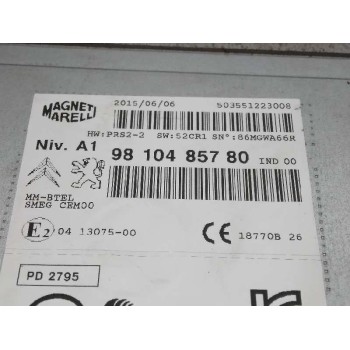 MAGNETI
MARELLI
2015/06/06 503551223008
HW:PRS2-2 SW:52CR1 SN°:86MGWA66R
Niv. A1 98 104 857 80 IND 00
MM-BTEL
SMEG CEM00
E2 04 13075-00 CE 18770B 26
PD 2795